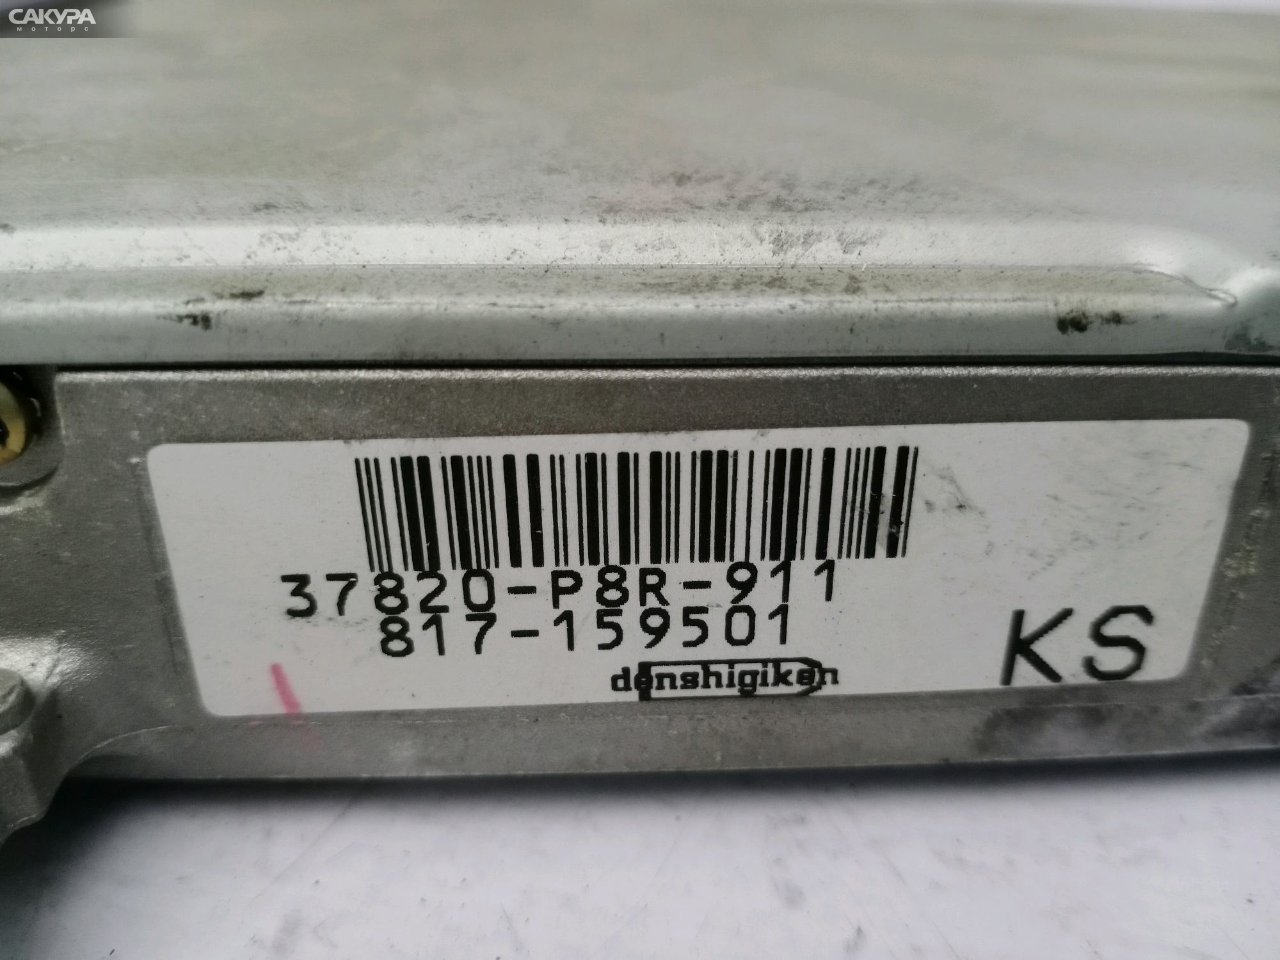 САКУРА
моторс
37820-P8R-911
817-159501
denshigiken
KS